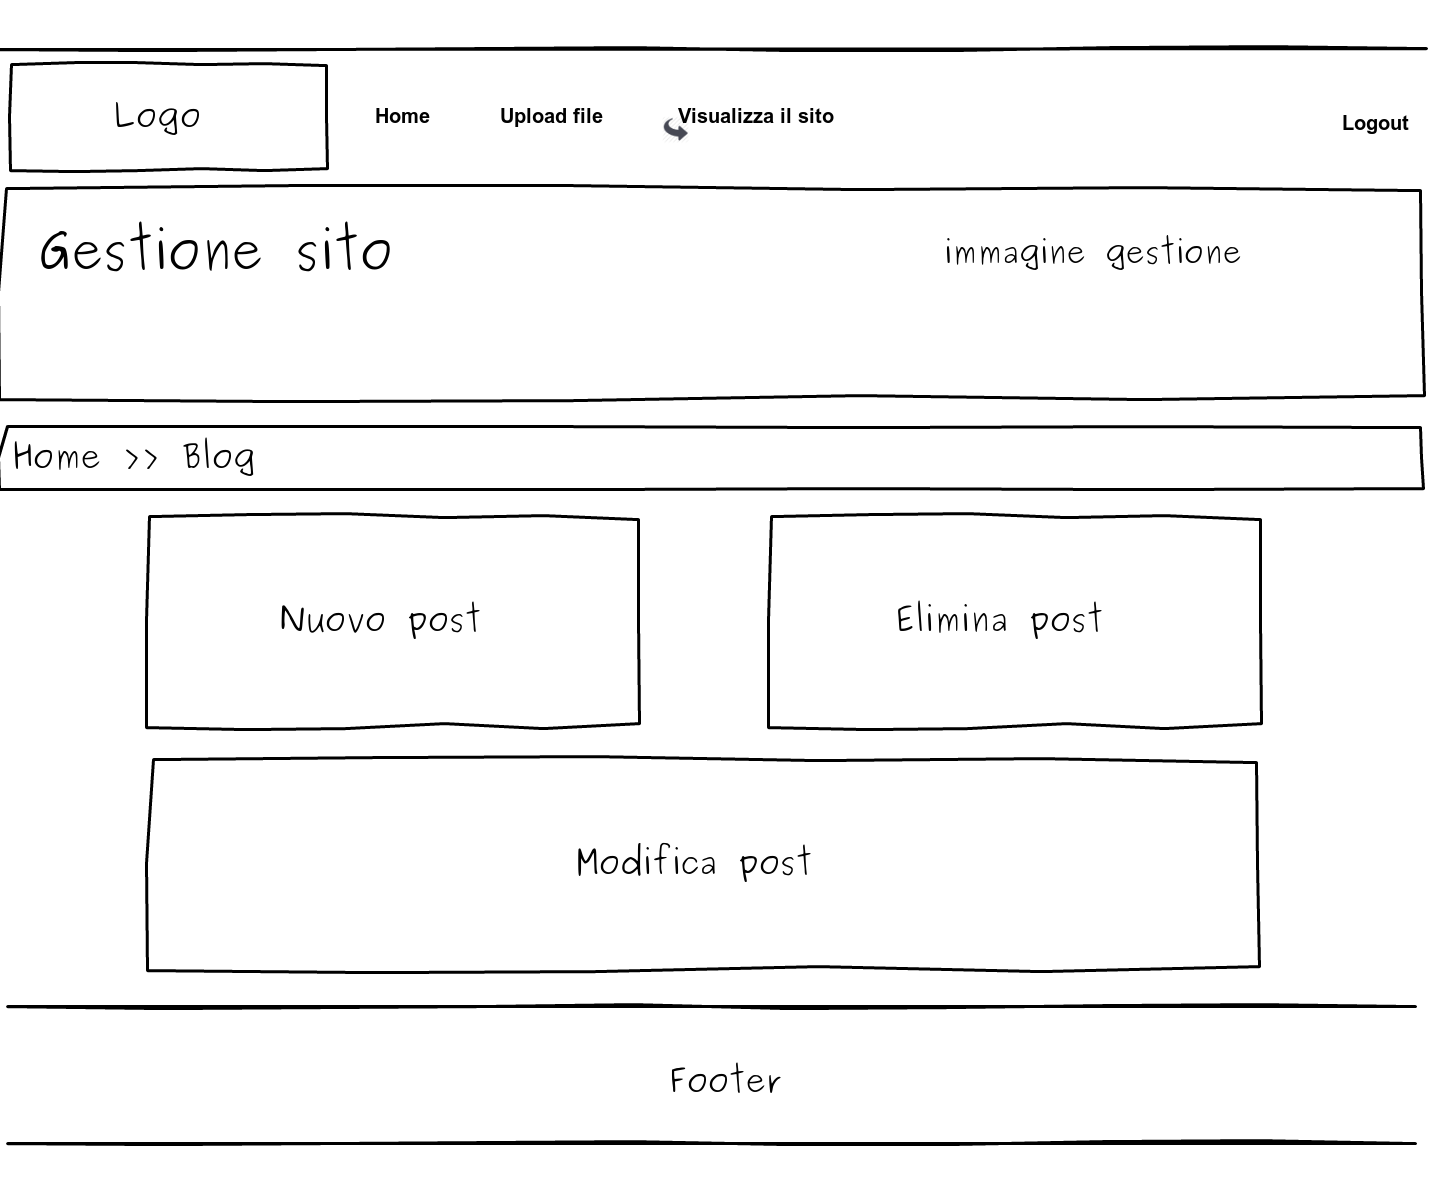 Logo
Home Upload file Visualizza il sito Logout
Gestione sito immagine gestione
Home >> Blog
Nuovo post Elimina post
Modifica post
Footer